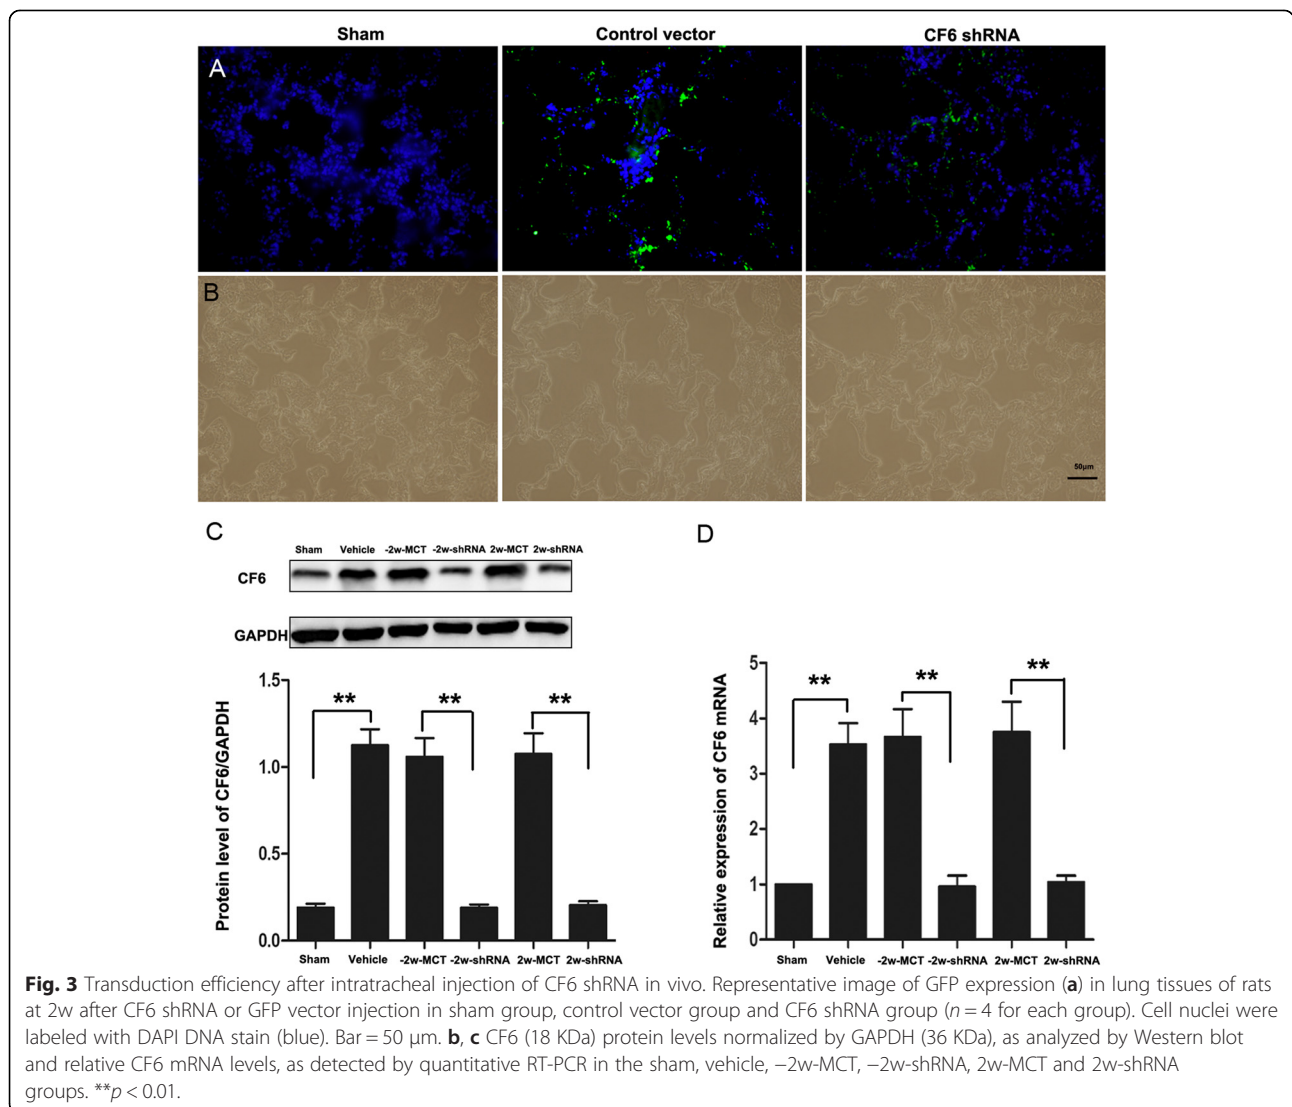 Sham Control vector CF6 shRNA
A
B
50μm
C
Sham Vehicle -2w-MCT -2w-shRNA 2w-MCT 2w-shRNA
CF6
GAPDH
Protein level of CF6/GAPDH
1.5
1.0
0.5
0.0
** ** **
Sham Vehicle -2w-MCT -2w-shRNA 2w-MCT 2w-shRNA
D
Relative expression of CF6 mRNA
5
4
3
2
1
0
** ** **
Sham Vehicle -2w-MCT -2w-shRNA 2w-MCT 2w-shRNA
Fig. 3 Transduction efficiency after intratracheal injection of CF6 shRNA in vivo. Representative image of GFP expression (a) in lung tissues of rats
at 2w after CF6 shRNA or GFP vector injection in sham group, control vector group and CF6 shRNA group (n = 4 for each group). Cell nuclei were
labeled with DAPI DNA stain (blue). Bar = 50 μm. b, c CF6 (18 KDa) protein levels normalized by GAPDH (36 KDa), as analyzed by Western blot
and relative CF6 mRNA levels, as detected by quantitative RT-PCR in the sham, vehicle, −2w-MCT, −2w-shRNA, 2w-MCT and 2w-shRNA
groups. **p < 0.01.